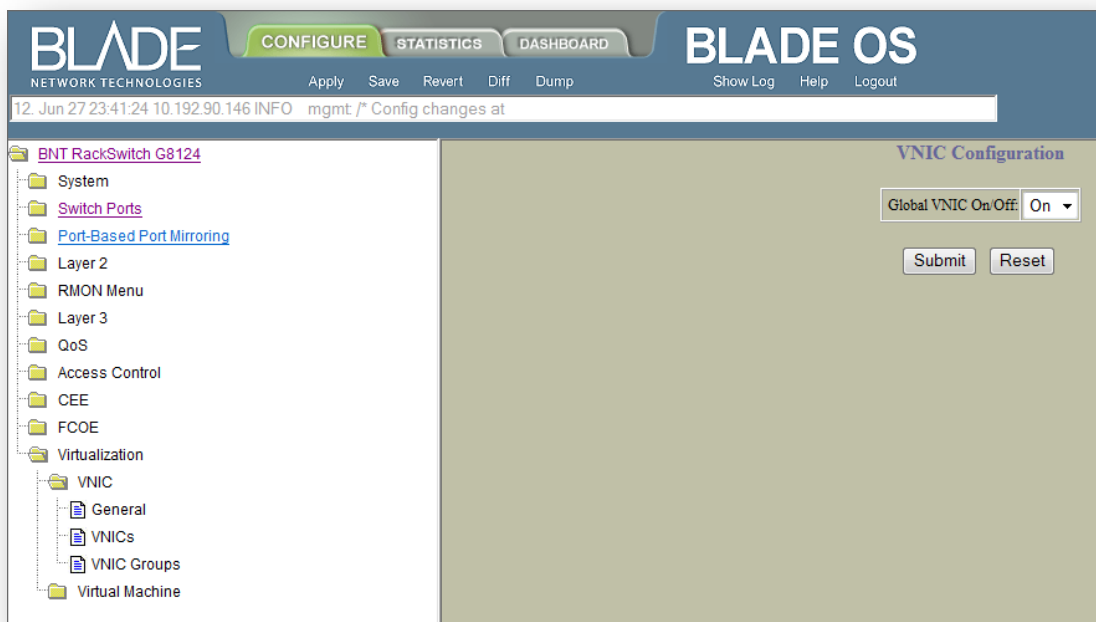 BLADE
NETWORK TECHNOLOGIES
CONFIGURE STATISTICS DASHBOARD
Apply Save Revert Diff Dump
BLADE OS
Show Log Help Logout
12. Jun 27 23:41:24 10.192.90.146 INFO mgmt: /* Config changes at
BNT RackSwitch G8124
System
Switch Ports
Port-Based Port Mirroring
Layer 2
RMON Menu
Layer 3
QoS
Access Control
CEE
FCOE
Virtualization
VNIC
General
VNICs
VNIC Groups
Virtual Machine
VNIC Configuration
Global VNIC On/Off: On
Submit Reset